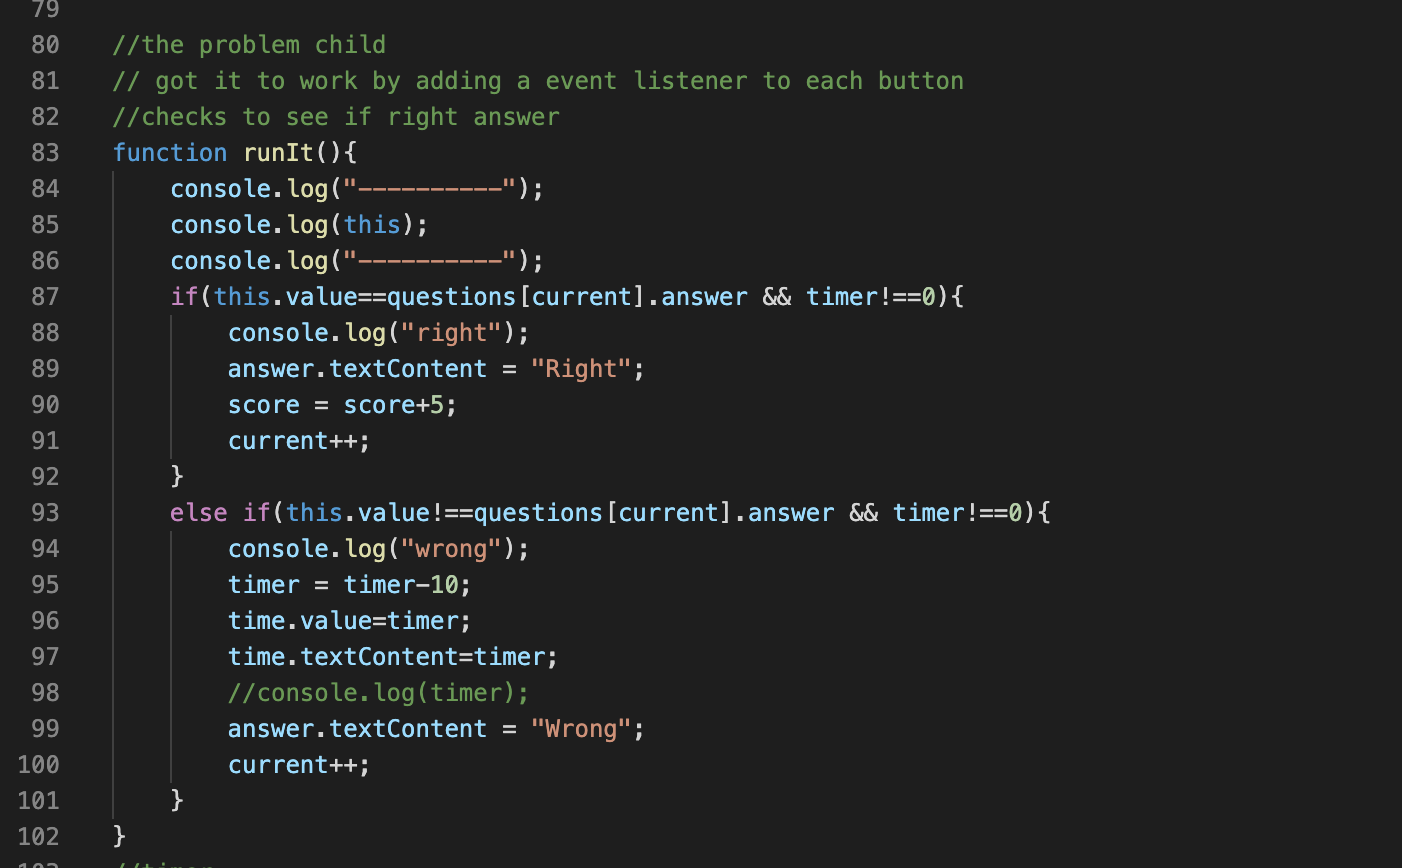 79
80 //the problem child
81 // got it to work by adding a event listener to each button
82 //checks to see if right answer
83 function runIt(){
84 console.log("----------");
85 console.log(this);
86 console.log("----------");
87 if(this.value==questions[current].answer && timer!==0){
88 console.log("right");
89 answer.textContent = "Right";
90 score = score+5;
91 current++;
92 }
93 else if(this.value!==questions[current].answer && timer!==0){
94 console.log("wrong");
95 timer = timer-10;
96 time.value=timer;
97 time.textContent=timer;
98 //console.log(timer);
99 answer.textContent = "Wrong";
100 current++;
101 }
102 }
103 //timer